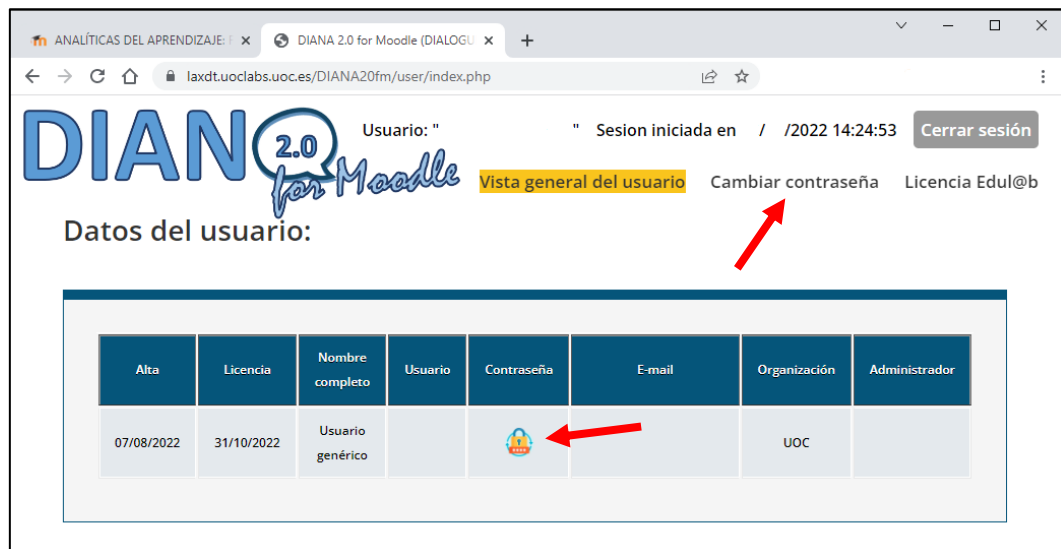 ANALÍTICAS DEL APRENDIZAJE:
DIANA 2.0 for Moodle (DIALOGU
laxdt.uoclabs.uoc.es/DIANA20fm/user/index.php
DIAN 2.0 for Moodle
Usuario: " " Sesion iniciada en / /2022 14:24:53 Cerrar sesión
Vista general del usuario Cambiar contraseña Licencia Edul@b
Datos del usuario:
Alta Licencia Nombre completo Usuario Contraseña E-mail Organización Administrador
07/08/2022 31/10/2022 Usuario genérico UOC